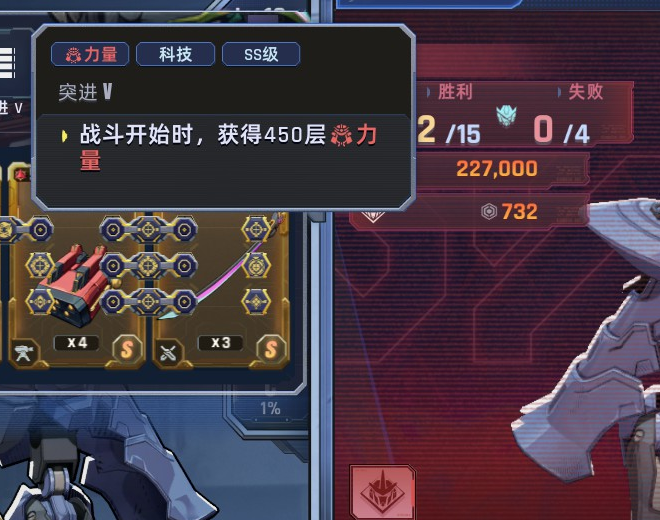 力量 科技 SS级
突进 V
战斗开始时，获得450层力
量
进 V
胜利 失败
2 /15 0 /4
227,000
732
x4 S x3 S
1%